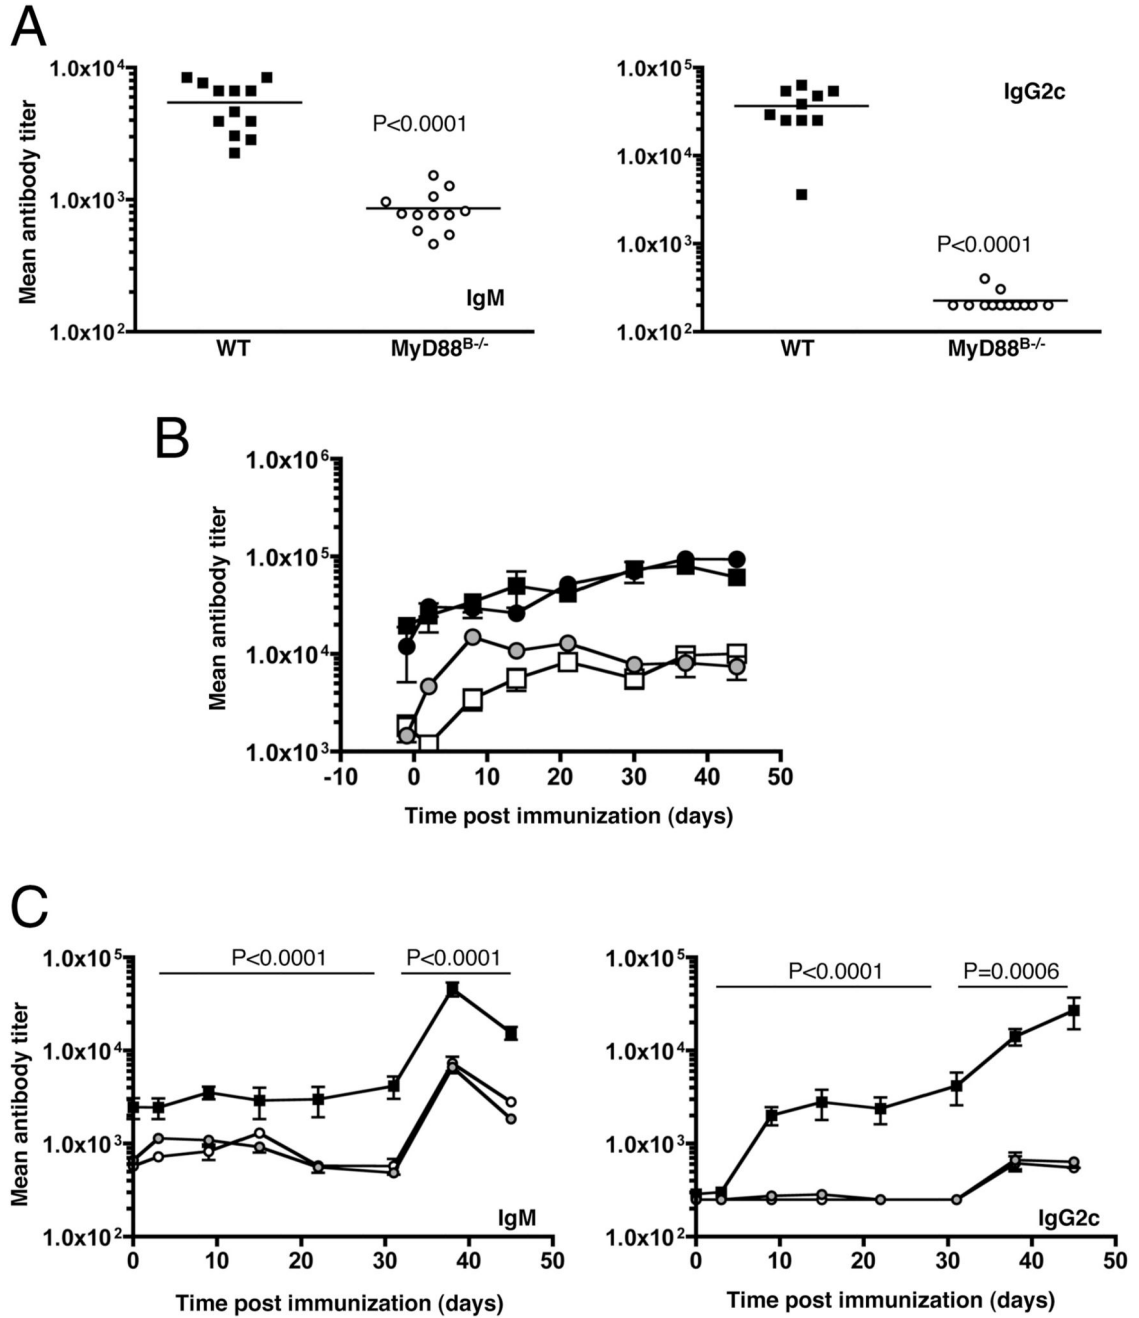 A
1.0x10⁴
1.0x10³
1.0x10²
Mean antibody titer
P<0.0001
IgM
WT
MyD88ᴮ⁻/⁻
1.0x10⁵
1.0x10⁴
1.0x10³
1.0x10²
IgG2c
P<0.0001
WT
MyD88ᴮ⁻/⁻
B
1.0x10⁶
1.0x10⁵
1.0x10⁴
1.0x10³
Mean antibody titer
-10 0 10 20 30 40 50
Time post immunization (days)
C
1.0x10⁵
1.0x10⁴
1.0x10³
1.0x10²
Mean antibody titer
P<0.0001 P<0.0001
IgM
0 10 20 30 40 50
Time post immunization (days)
1.0x10⁵
1.0x10⁴
1.0x10³
1.0x10²
P<0.0001 P=0.0006
IgG2c
0 10 20 30 40 50
Time post immunization (days)